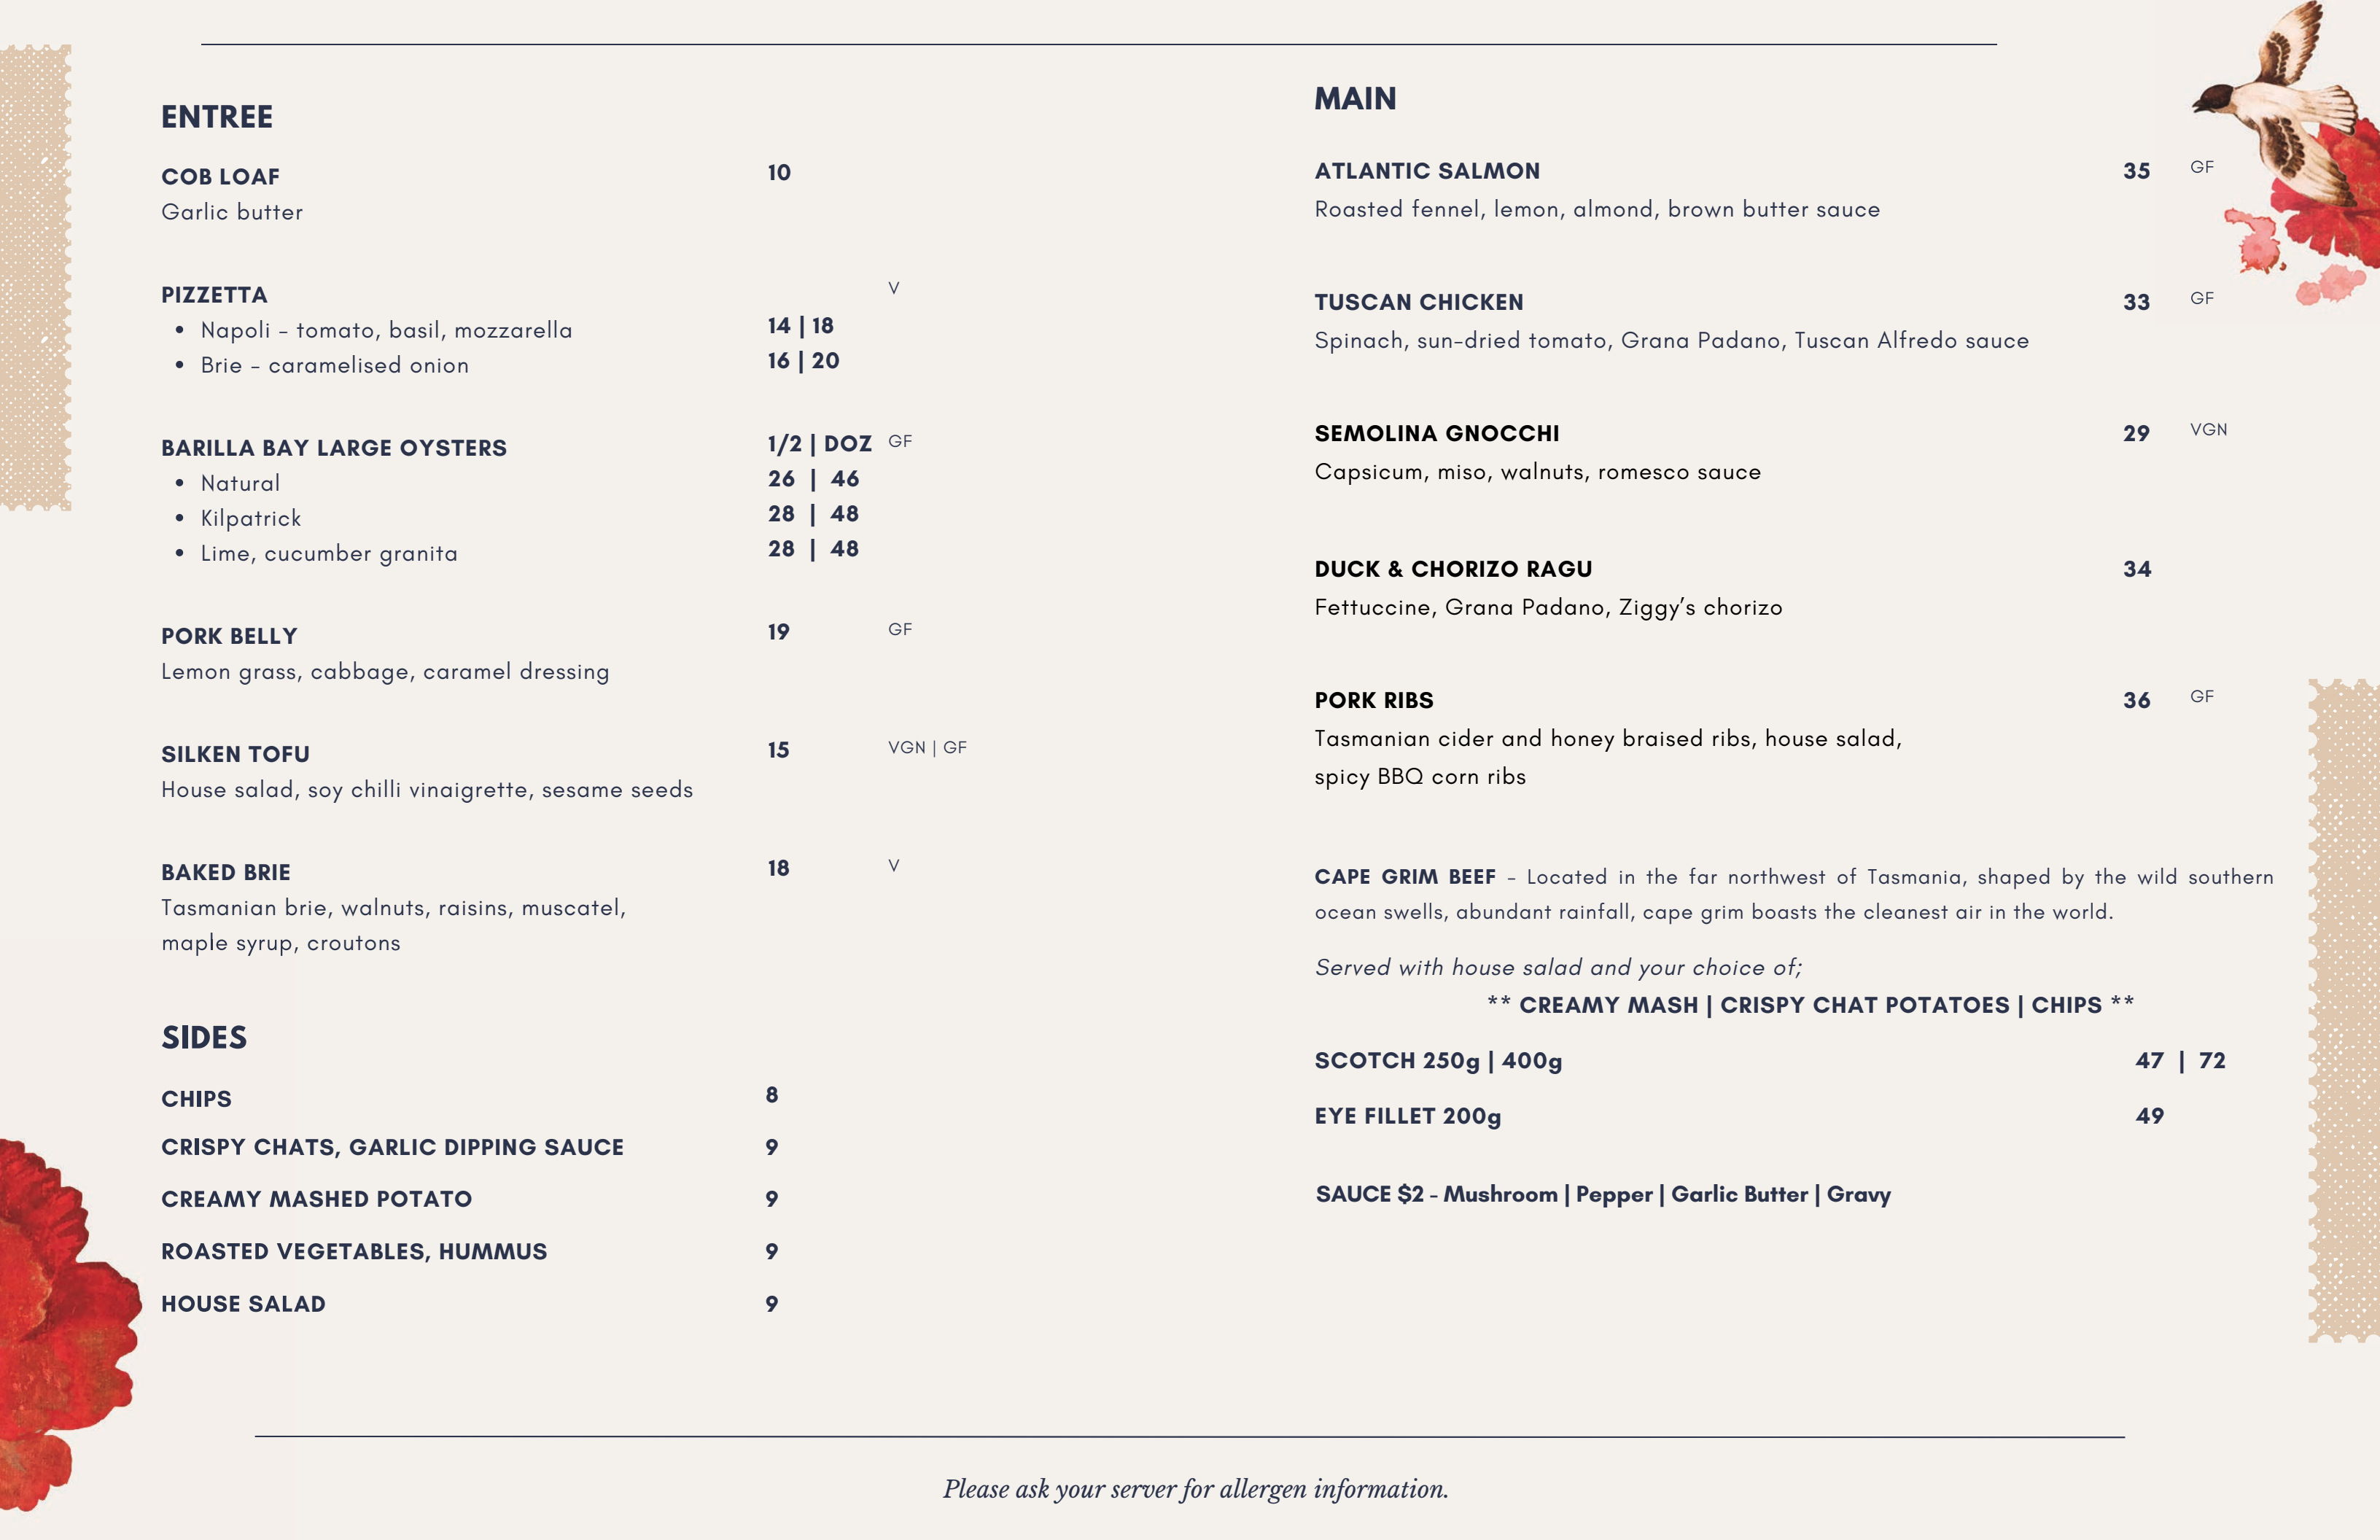 ENTREE
COB LOAF 10
Garlic butter
PIZZETTA V
• Napoli - tomato, basil, mozzarella 14 | 18
• Brie - caramelised onion 16 | 20
BARILLA BAY LARGE OYSTERS 1/2 | DOZ GF
• Natural 26 | 46
• Kilpatrick 28 | 48
• Lime, cucumber granita 28 | 48
PORK BELLY 19 GF
Lemon grass, cabbage, caramel dressing
SILKEN TOFU 15 VGN | GF
House salad, soy chilli vinaigrette, sesame seeds
BAKED BRIE 18 V
Tasmanian brie, walnuts, raisins, muscatel,
maple syrup, croutons
SIDES
CHIPS 8
CRISPY CHATS, GARLIC DIPPING SAUCE 9
CREAMY MASHED POTATO 9
ROASTED VEGETABLES, HUMMUS 9
HOUSE SALAD 9
MAIN
ATLANTIC SALMON 35 GF
Roasted fennel, lemon, almond, brown butter sauce
TUSCAN CHICKEN 33 GF
Spinach, sun-dried tomato, Grana Padano, Tuscan Alfredo sauce
SEMOLINA GNOCCHI 29 VGN
Capsicum, miso, walnuts, romesco sauce
DUCK & CHORIZO RAGU 34
Fettuccine, Grana Padano, Ziggy's chorizo
PORK RIBS 36 GF
Tasmanian cider and honey braised ribs, house salad,
spicy BBQ corn ribs
CAPE GRIM BEEF - Located in the far northwest of Tasmania, shaped by the wild southern
ocean swells, abundant rainfall, cape grim boasts the cleanest air in the world.
Served with house salad and your choice of;
** CREAMY MASH | CRISPY CHAT POTATOES | CHIPS **
SCOTCH 250g | 400g 47 | 72
EYE FILLET 200g 49
SAUCE $2 - Mushroom | Pepper | Garlic Butter | Gravy
Please ask your server for allergen information.